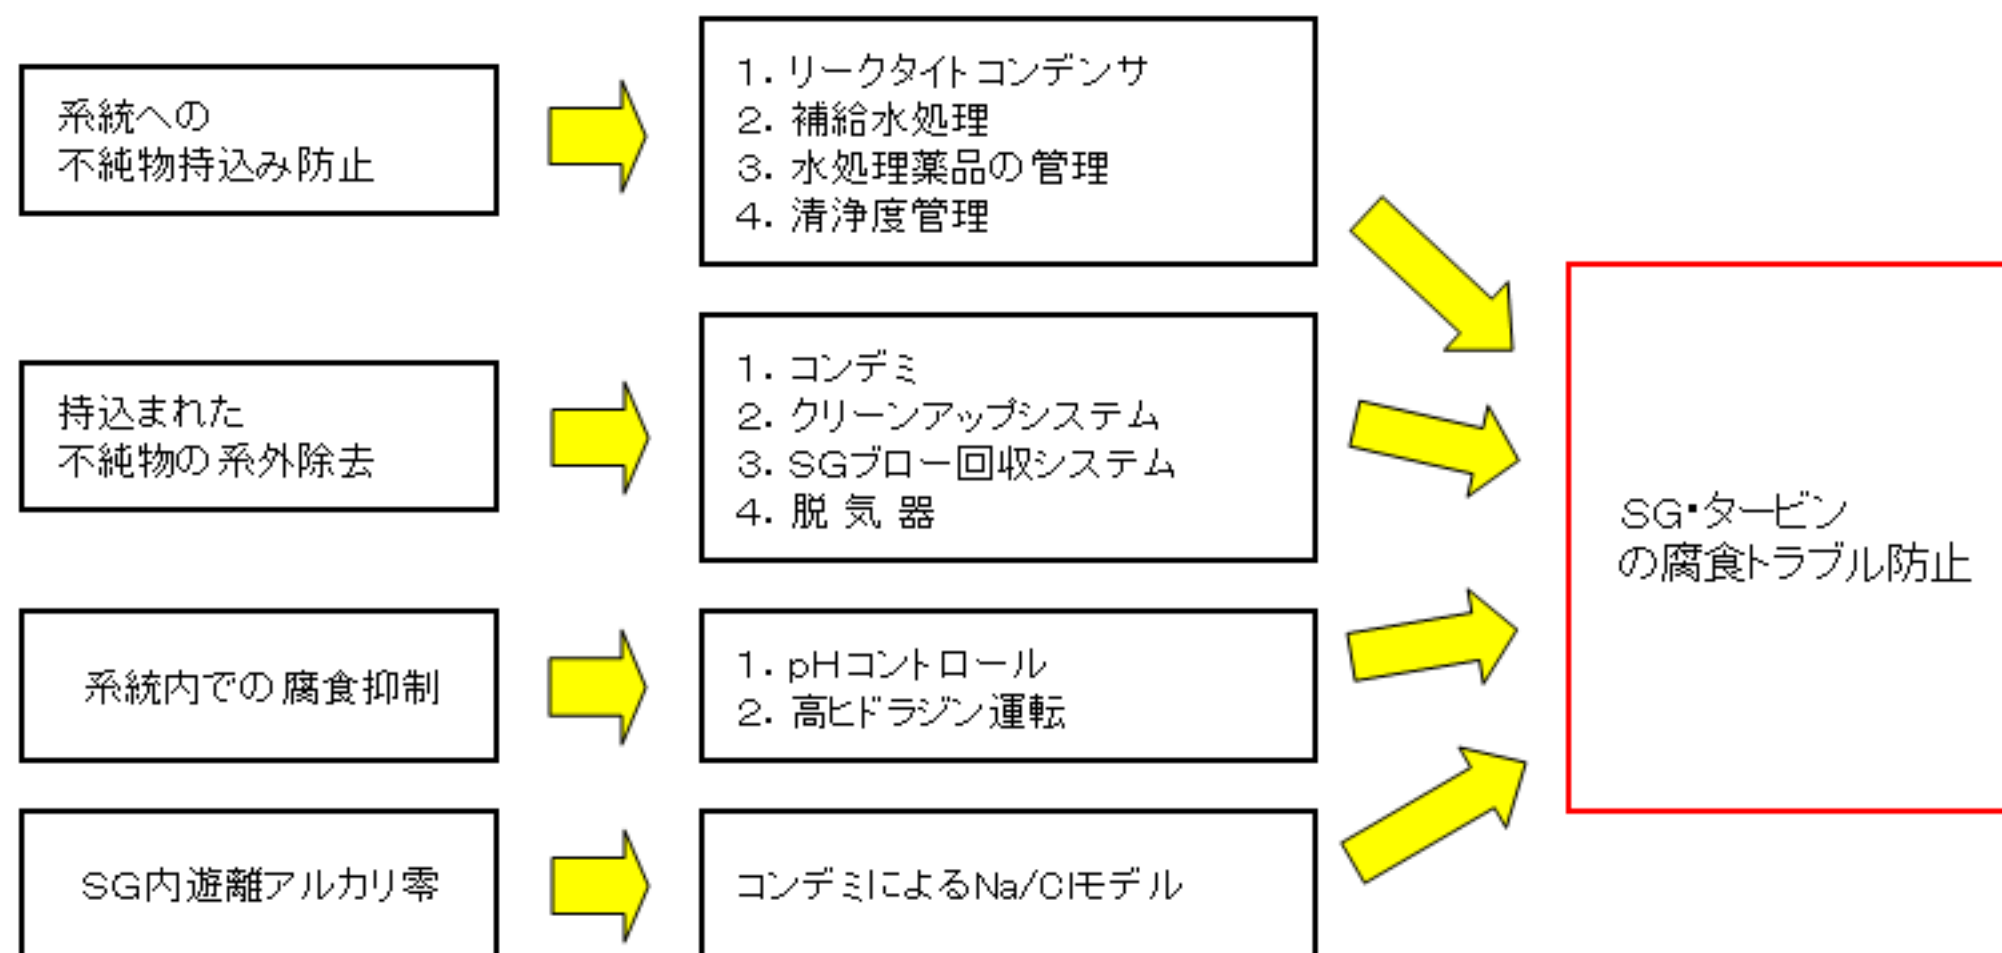 系統への
不純物持込み防止
1. リークタイトコンデンサ
2. 補給水処理
3. 水処理薬品の管理
4. 清浄度管理
持込まれた
不純物の系外除去
1. コンデミ
2. クリーンアップシステム
3. SGブロー回収システム
4. 脱気器
系統内での腐食抑制
1. pHコントロール
2. 高ヒドラジン運転
SG内遊離アルカリ零
コンデミによるNa/Clモデル
SG・タービン
の腐食トラブル防止